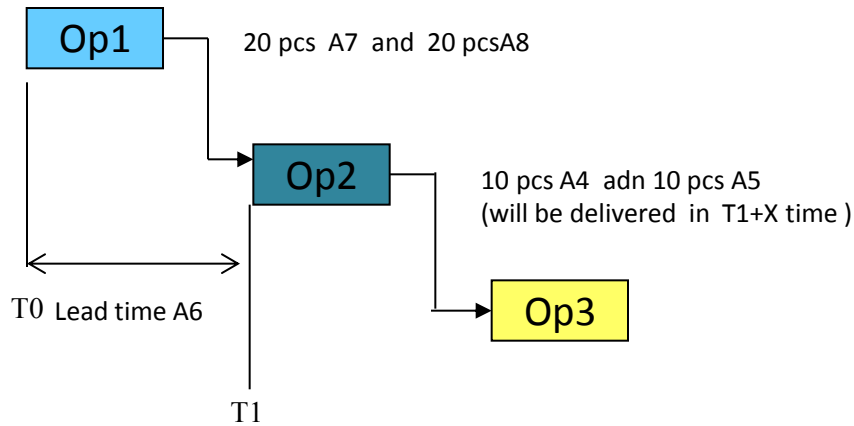 Op1
20 pcs A7 and 20 pcsA8
Op2
10 pcs A4 adn 10 pcs A5
(will be delivered in T1+X time )
T0 Lead time A6
Op3
T1